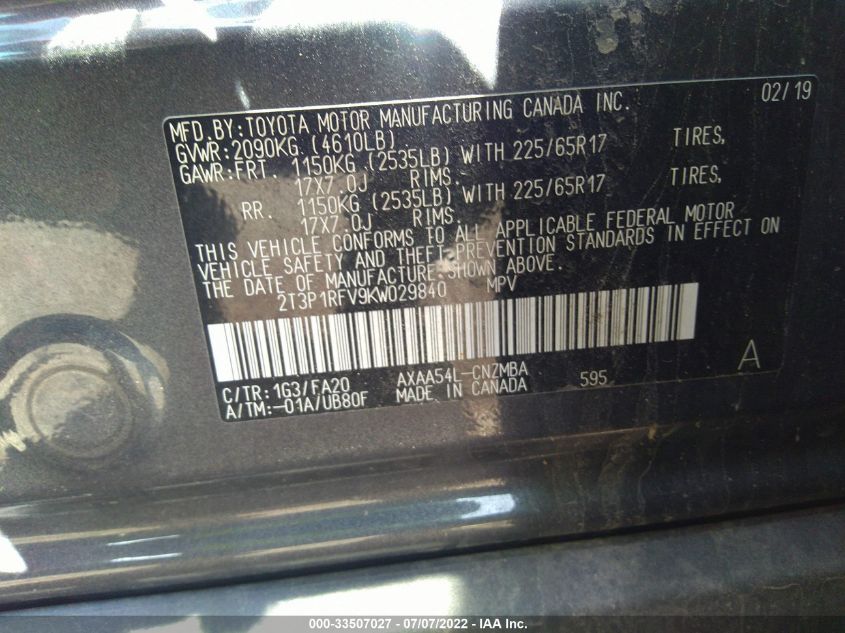 MFD.BY:TOYOTA MOTOR MANUFACTURING CANADA INC. 02/19
GVWR:2090KG (4610LB)
GAWR:FRT. 1150KG (2535LB) WITH 225/65R17 TIRES,
17X7.0J RIMS.
RR. 1150KG (2535LB) WITH 225/65R17 TIRES,
17X7.0J RIMS.
THIS VEHICLE CONFORMS TO ALL APPLICABLE FEDERAL MOTOR
VEHICLE SAFETY AND THEFT PREVENTION STANDARDS IN EFFECT ON
THE DATE OF MANUFACTURE SHOWN ABOVE.
2T3P1RFV9KW029840 MPV
C/TR: 1G3/FA20 AXAA54L-CNZMBA 595 A
A/TM:-01A/UB80F MADE IN CANADA
000-33507027 - 07/07/2022 - IAA Inc.